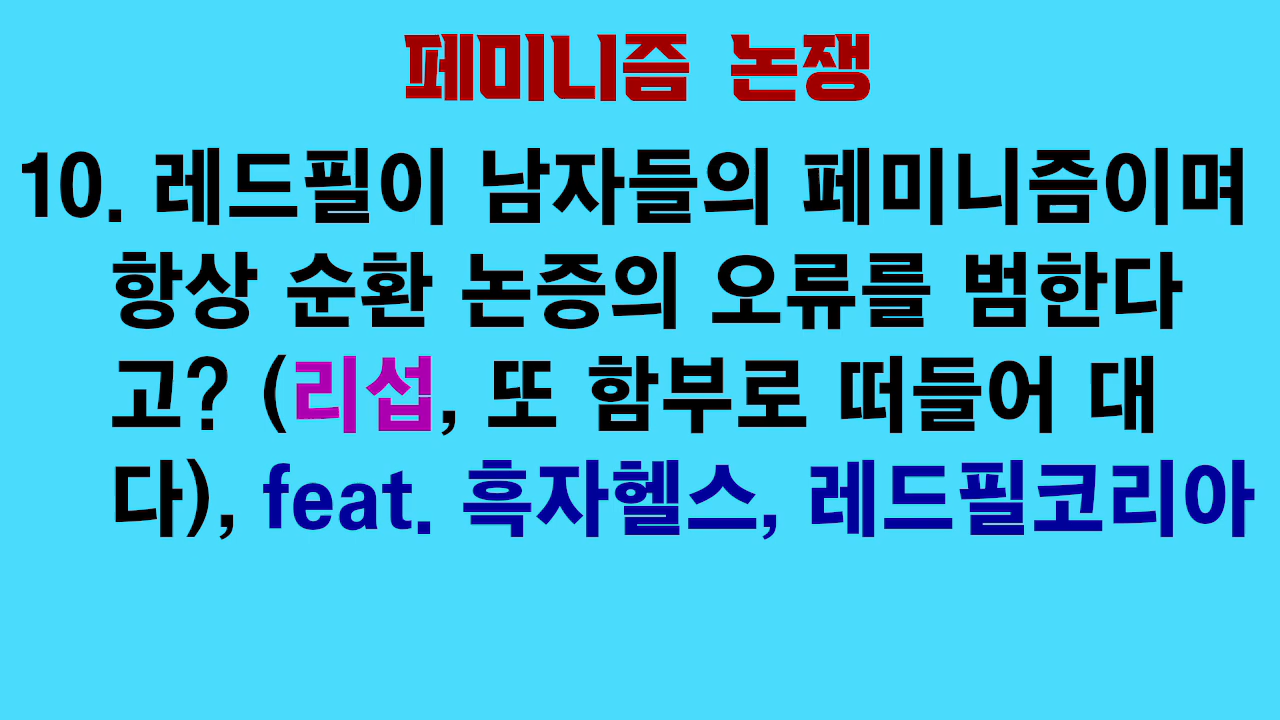 페미니즘 논쟁
10. 레드필이 남자들의 페미니즘이며
항상 순환 논증의 오류를 범한다
고? (리섭, 또 함부로 떠들어 대
다), feat. 흑자헬스, 레드필코리아